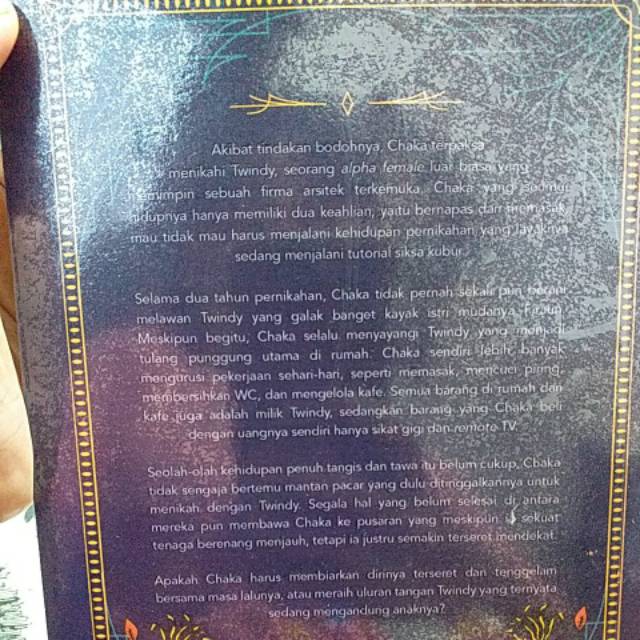 Akibat tindakan bodohnya, Chaka terpaksa
menikahi Twindy, seorang alpha female luar biasa yang
memimpin sebuah firma arsitek terkemuka. Chaka yang seumur
hidupnya hanya memiliki dua keahlian, yaitu bernapas dan memasak,
mau tidak mau harus menjalani kehidupan pernikahan yang layaknya
sedang menjalani tutorial siksa kubur.
Selama dua tahun pernikahan, Chaka tidak pernah sekali pun berani
melawan Twindy yang galak banget kayak istri mudanya Firaun.
Meskipun begitu, Chaka selalu menyayangi Twindy yang menjadi
tulang punggung utama di rumah. Chaka sendiri lebih banyak
mengurusi pekerjaan sehari-hari, seperti memasak, mencuci piring,
membersihkan WC, dan mengelola kafe. Semua barang di rumah dan
kafe juga adalah milik Twindy, sedangkan barang yang Chaka beli
dengan uangnya sendiri hanya sikat gigi dan remote TV.
Seolah-olah kehidupan penuh tangis dan tawa itu belum cukup, Chaka
tidak sengaja bertemu mantan pacar yang dulu ditinggalkannya untuk
menikah dengan Twindy. Segala hal yang belum selesai di antara
mereka pun membawa Chaka ke pusaran yang meskipun sekuat
tenaga berenang menjauh, tetapi ia justru semakin terseret mendekat.
Apakah Chaka harus membiarkan dirinya terseret dan tenggelam
bersama masa lalunya, atau meraih uluran tangan Twindy yang ternyata
sedang mengandung anaknya?